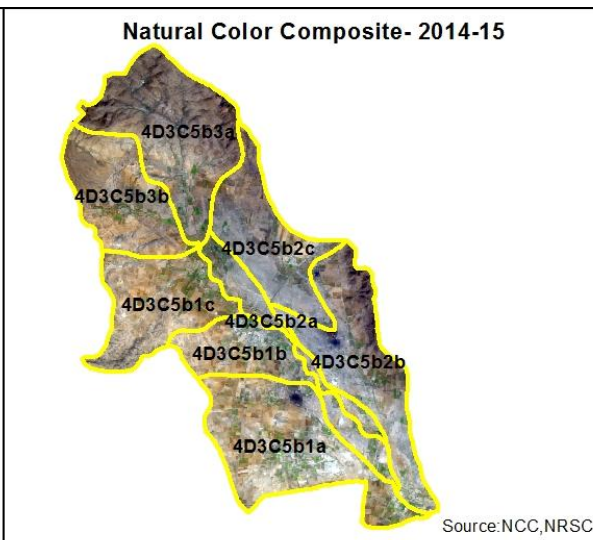 Natural Color Composite- 2014-15
4D3C5b3a
4D3C5b3b
4D3C5b2c
4D3C5b1c
4D3C5b2a
4D3C5b1b
4D3C5b2b
4D3C5b1a
Source:NCC,NRSC